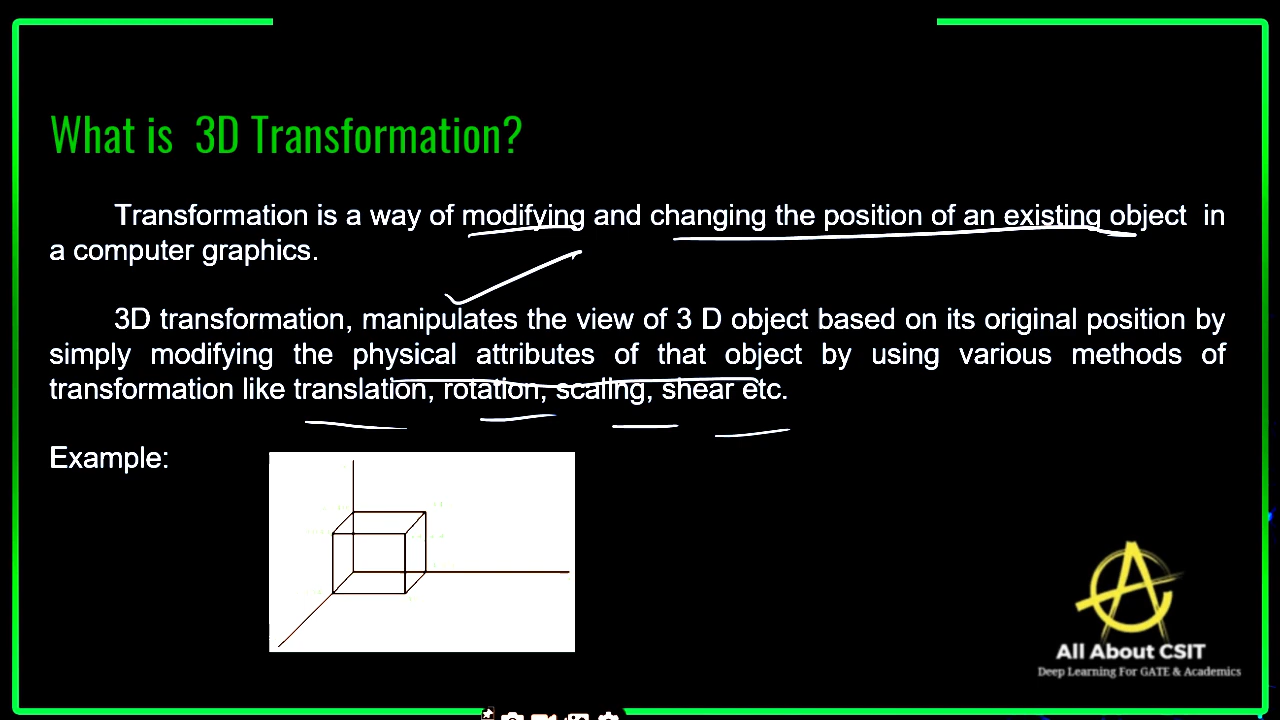 What is 3D Transformation?
Transformation is a way of modifying and changing the position of an existing object in
a computer graphics.
3D transformation, manipulates the view of 3 D object based on its original position by
simply modifying the physical attributes of that object by using various methods of
transformation like translation, rotation, scaling, shear etc.
Example:
All About CSIT
Deep Learning For GATE & Academics